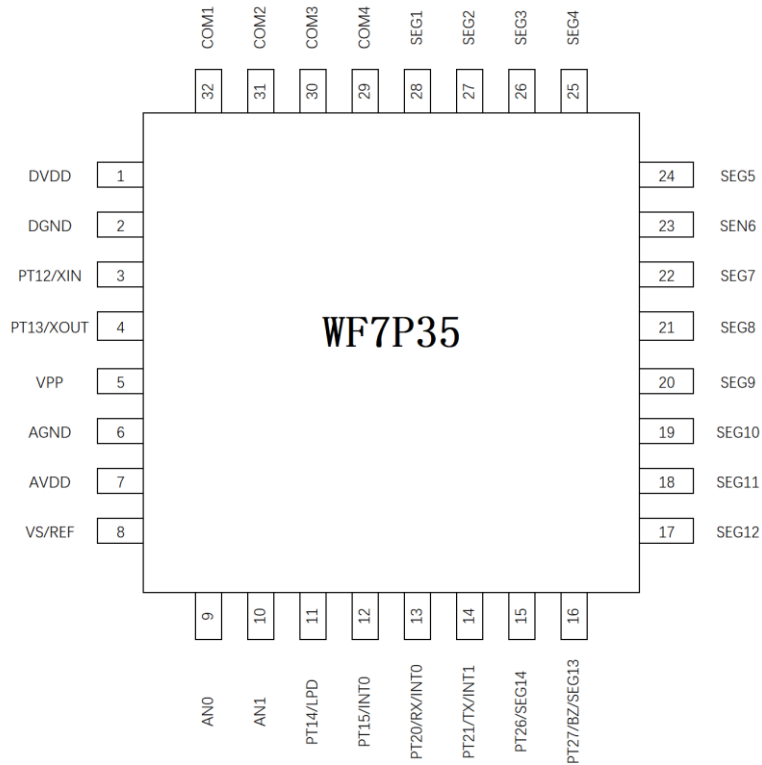 COM1 COM2 COM3 COM4 SEG1 SEG2 SEG3 SEG4
32 31 30 29 28 27 26 25
DVDD 1 24 SEG5
DGND 2 23 SEN6
PT12/XIN 3 22 SEG7
PT13/XOUT 4 WF7P35 21 SEG8
VPP 5 20 SEG9
AGND 6 19 SEG10
AVDD 7 18 SEG11
VS/REF 8 17 SEG12
9 10 11 12 13 14 15 16
AN0 AN1 PT14/LPD PT15/INT0 PT20/RX/INT0 PT21/TX/INT1 PT26/SEG14 PT27/BZ/SEG13